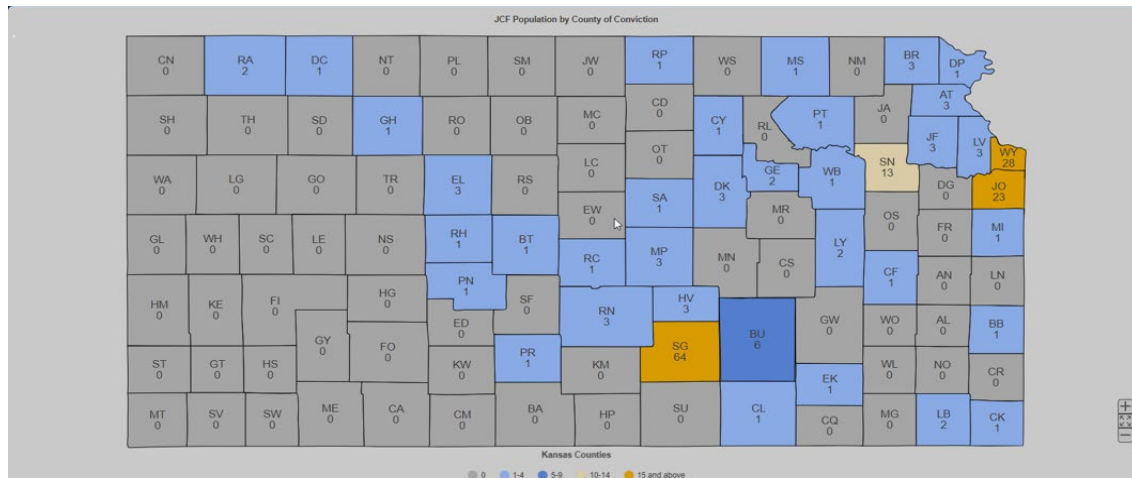 JCF Population by County of Conviction
CN
0
RA
2
DC
1
NT
0
PL
0
SM
0
JW
0
RP
1
WS
0
MS
1
NM
0
BR
3
DP
1
SH
0
TH
0
SD
0
GH
1
RO
0
OB
0
MC
0
CD
0
CY
1
RL
0
PT
1
JA
0
AT
3
OT
0
JF
3
LV
3
WY
28
WA
0
LG
0
GO
0
TR
0
EL
3
RS
0
LC
0
SA
1
DK
3
GE
2
WB
1
SN
13
DG
0
JO
23
EW
0
MR
0
OS
0
FR
0
MI
1
GL
0
WH
0
SC
0
LE
0
NS
0
RH
1
BT
1
RC
1
MP
3
MN
0
CS
0
LY
2
CF
1
AN
0
LN
0
PN
1
HM
0
KE
0
FI
0
HG
0
SF
0
RN
3
HV
3
BU
6
GW
0
WO
0
AL
0
BB
1
GY
0
FO
0
ED
0
PR
1
SG
64
ST
0
GT
0
HS
0
KW
0
KM
0
EK
1
WL
0
NO
0
CR
0
MT
0
SV
0
SW
0
ME
0
CA
0
CM
0
BA
0
HP
0
SU
0
CL
1
CQ
0
MG
0
LB
2
CK
1
Kansas Counties
0 1-4 5-9 10-14 15 and above